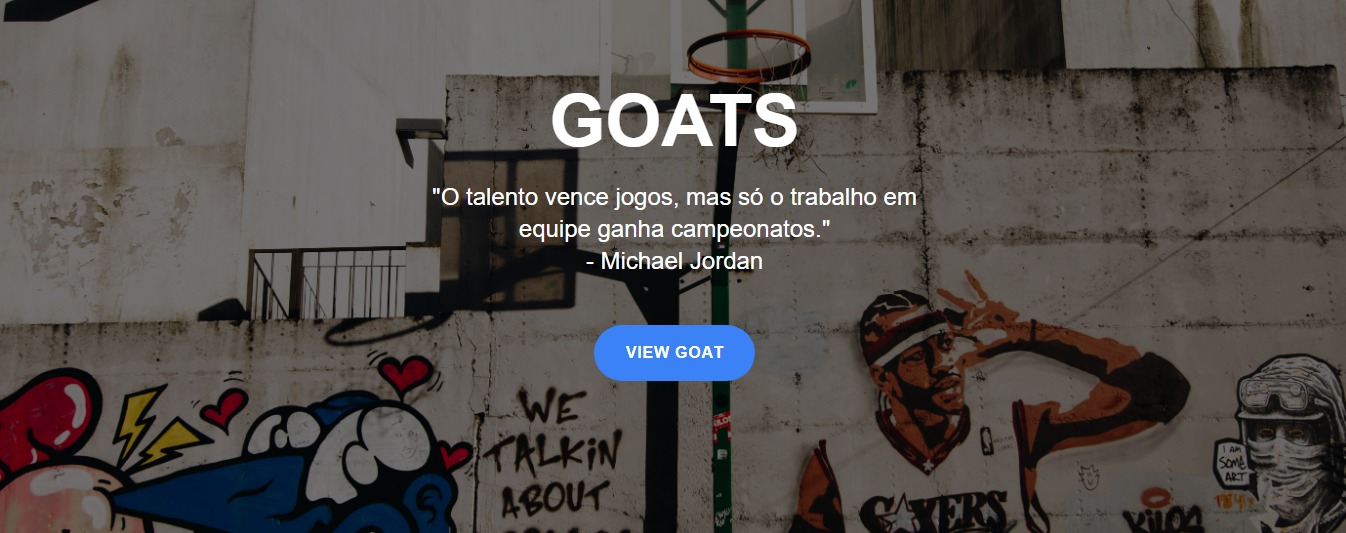 GOATS
"O talento vence jogos, mas só o trabalho em
equipe ganha campeonatos."
- Michael Jordan
VIEW GOAT
WE
TALKiN
ABOUT
SIXERS
I AM
SOME
ART
KILOS